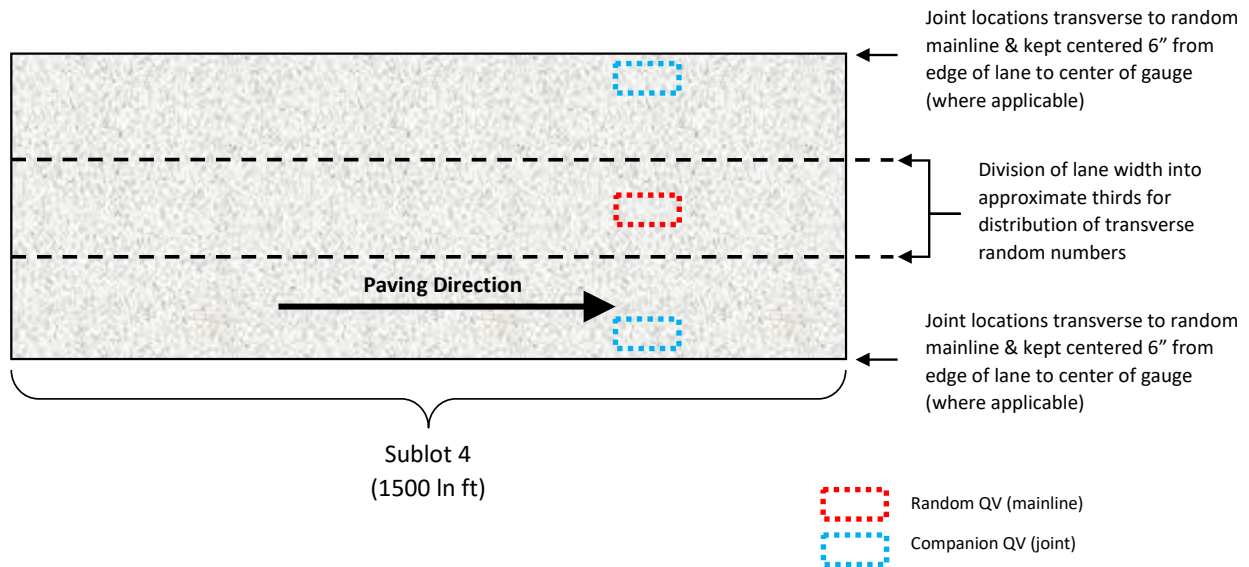 Joint locations transverse to random
mainline & kept centered 6” from
edge of lane to center of gauge
(where applicable)
Division of lane width into
approximate thirds for
distribution of transverse
random numbers
Paving Direction
Joint locations transverse to random
mainline & kept centered 6” from
edge of lane to center of gauge
(where applicable)
Sublot 4
(1500 ln ft)
Random QV (mainline)
Companion QV (joint)